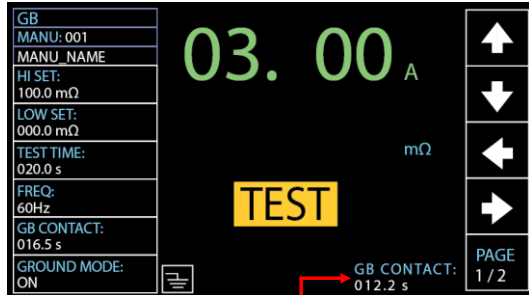 GB
MANU: 001
MANU_NAME
HI SET:
100.0 mΩ
LOW SET:
000.0 mΩ
TEST TIME:
020.0 s
FREQ:
60Hz
GB CONTACT:
016.5 s
GROUND MODE:
ON
03. 00 A
mΩ
TEST
GB CONTACT:
012.2 s
PAGE
1 / 2